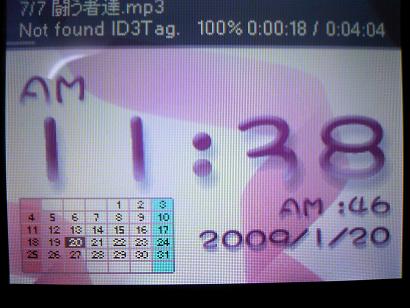 7/7 闘う者達.mp3
Not found ID3Tag. 100% 0:00:18 / 0:04:04
AM
11:38
AM :46
2009/1/20
1 2 3
4 5 6 7 8 9 10
11 12 13 14 15 16 17
18 19 20 21 22 23 24
25 26 27 28 29 30 31